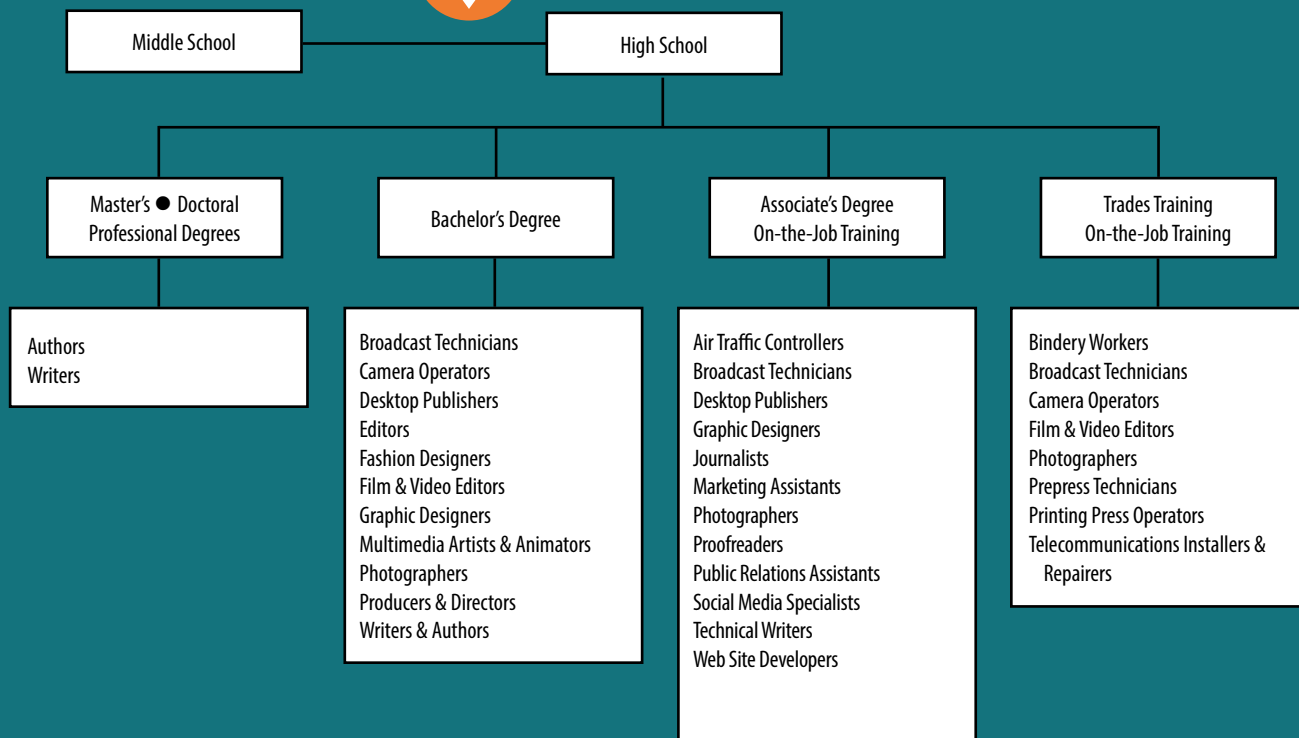 Middle School
High School
Master's ● Doctoral
Professional Degrees
Bachelor's Degree
Associate's Degree
On-the-Job Training
Trades Training
On-the-Job Training
Authors
Writers
Broadcast Technicians
Camera Operators
Desktop Publishers
Editors
Fashion Designers
Film & Video Editors
Graphic Designers
Multimedia Artists & Animators
Photographers
Producers & Directors
Writers & Authors
Air Traffic Controllers
Broadcast Technicians
Desktop Publishers
Graphic Designers
Journalists
Marketing Assistants
Photographers
Proofreaders
Public Relations Assistants
Social Media Specialists
Technical Writers
Web Site Developers
Bindery Workers
Broadcast Technicians
Camera Operators
Film & Video Editors
Photographers
Prepress Technicians
Printing Press Operators
Telecommunications Installers &
Repairers